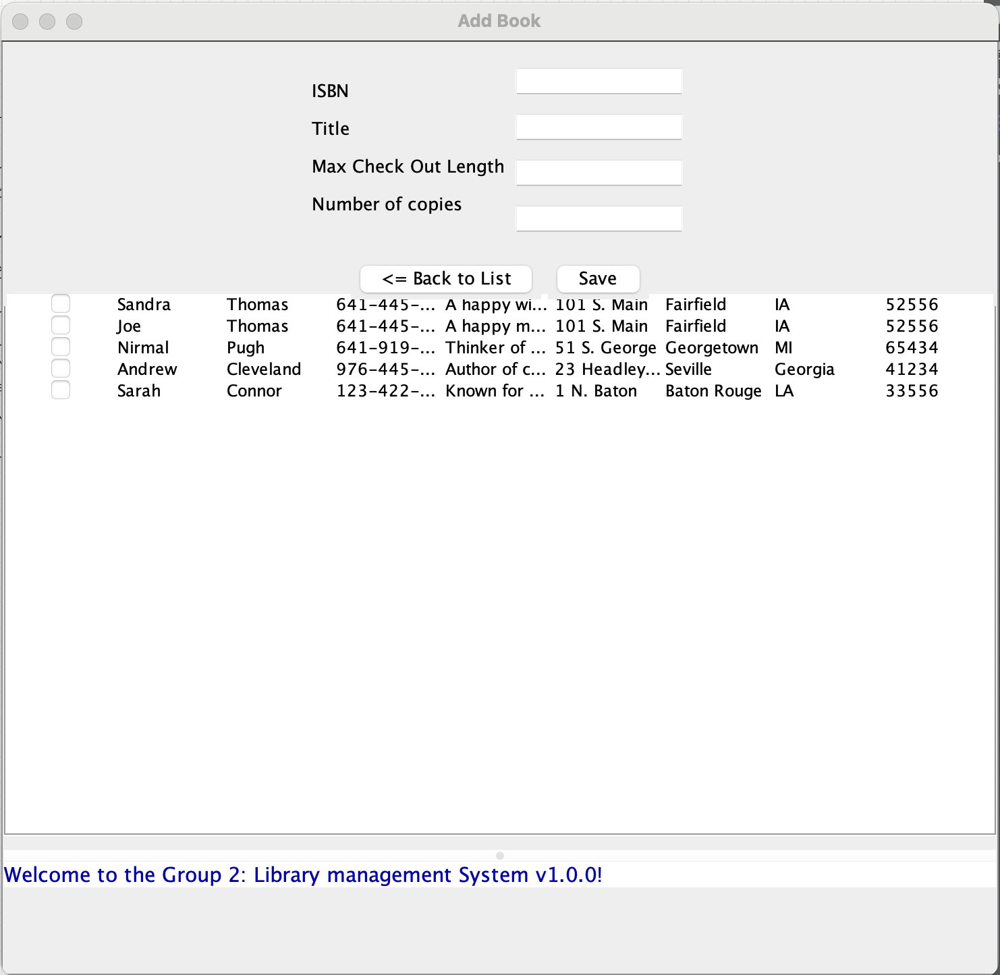 Add Book
ISBN
Title
Max Check Out Length
Number of copies
<= Back to List Save
Sandra Thomas 641-445-... A happy wi... 101 S. Main Fairfield IA 52556
Joe Thomas 641-445-... A happy m... 101 S. Main Fairfield IA 52556
Nirmal Pugh 641-919-... Thinker of ... 51 S. George Georgetown MI 65434
Andrew Cleveland 976-445-... Author of c... 23 Headley... Seville Georgia 41234
Sarah Connor 123-422-... Known for ... 1 N. Baton Baton Rouge LA 33556
Welcome to the Group 2: Library management System v1.0.0!